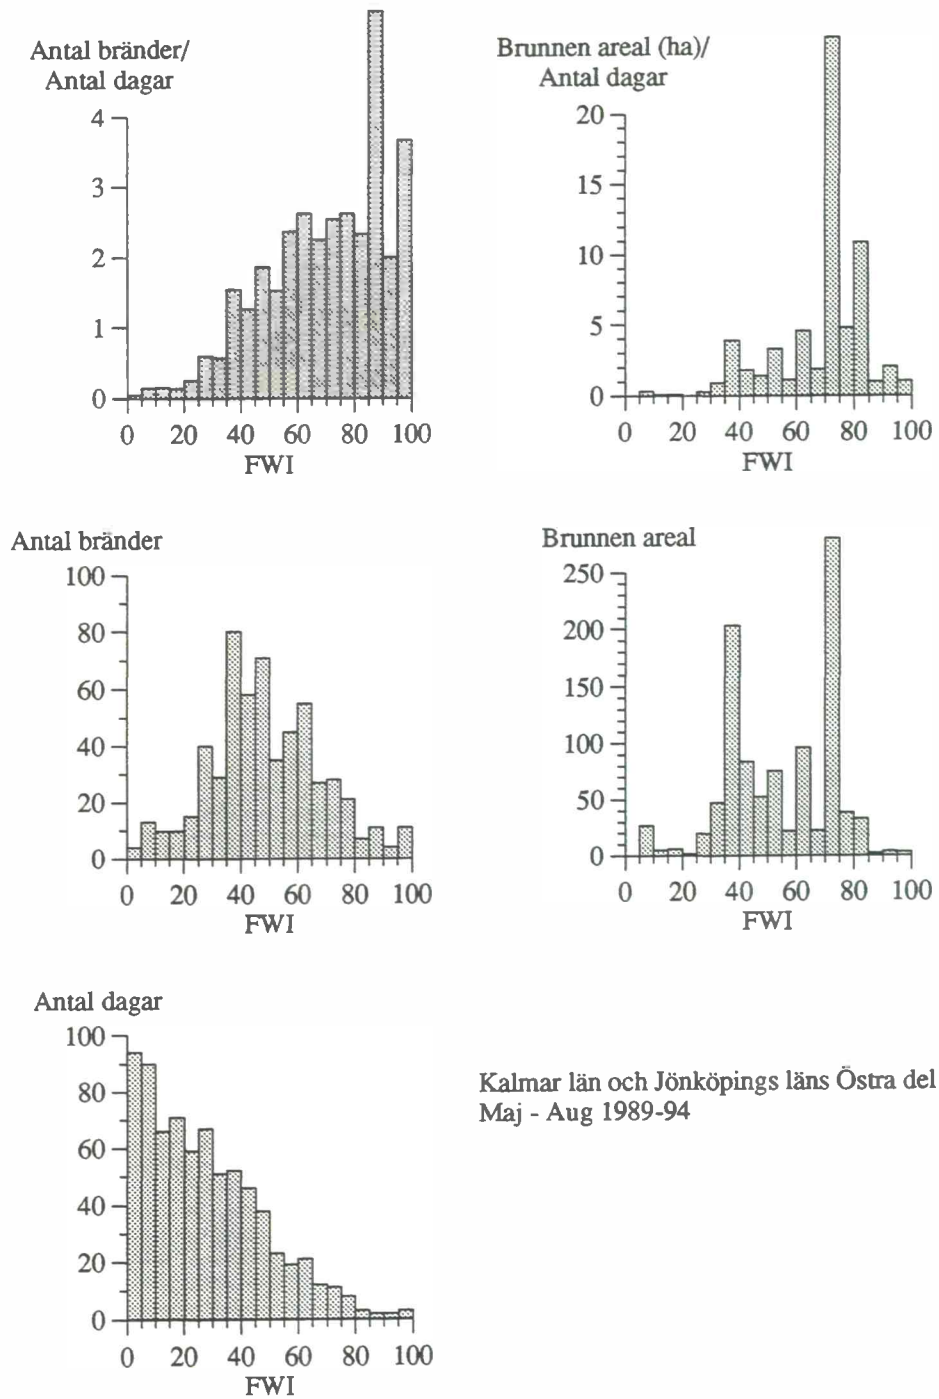 Antal bränder/
Antal dagar
4
3
2
1
0
0 20 40 60 80 100
FWI
Brunnen areal (ha)/
Antal dagar
20
15
10
5
0
0 20 40 60 80 100
FWI
Antal bränder
100
80
60
40
20
0
0 20 40 60 80 100
FWI
Brunnen areal
250
200
150
100
50
0
0 20 40 60 80 100
FWI
Antal dagar
100
80
60
40
20
0
0 20 40 60 80 100
FWI
Kalmar län och Jönköpings läns Östra del
Maj - Aug 1989-94